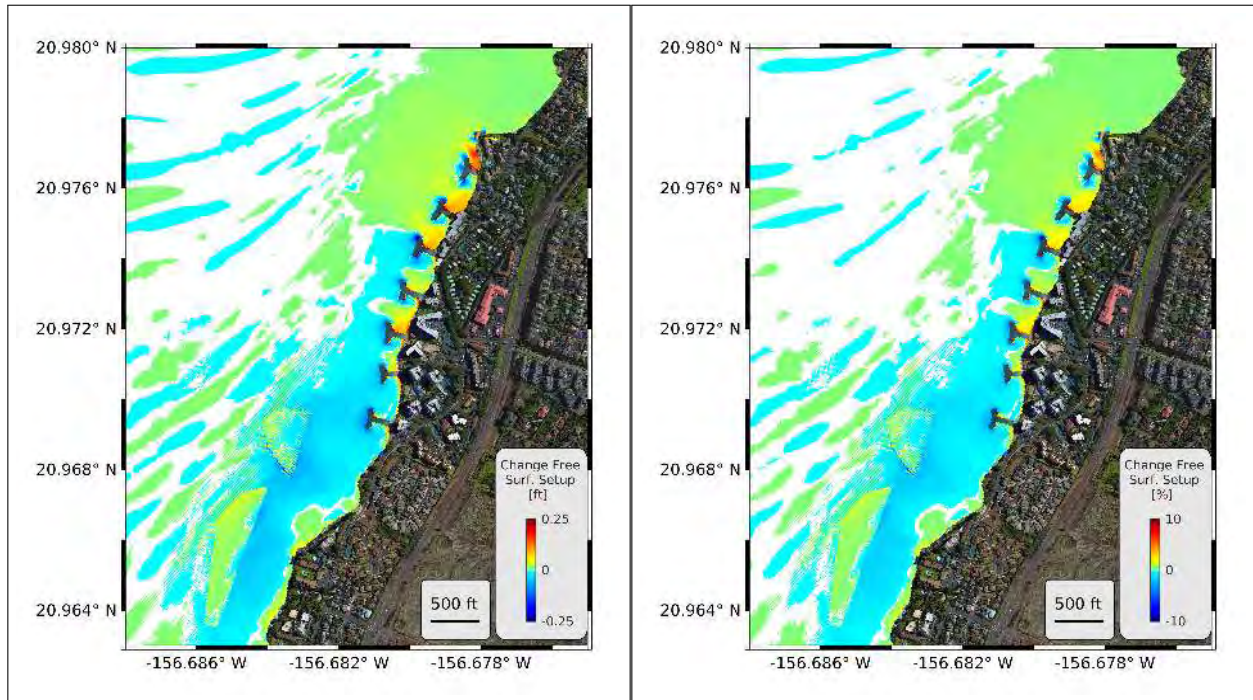 20.980° N
20.976° N
20.972° N
20.968° N
20.964° N
-156.686° W
-156.682° W
-156.678° W
500 ft
Change Free
Surf. Setup
[ft]
0.25
0
-0.25
20.980° N
20.976° N
20.972° N
20.968° N
20.964° N
-156.686° W
-156.682° W
-156.678° W
500 ft
Change Free
Surf. Setup
[%]
10
0
-10